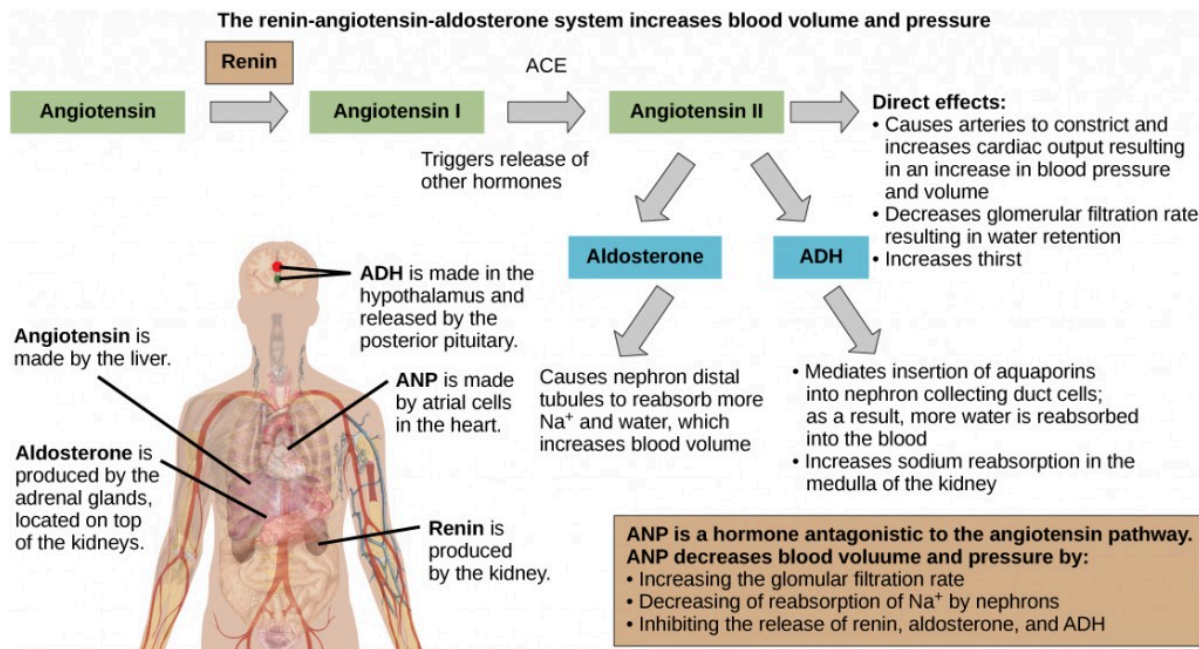 The renin-angiotensin-aldosterone system increases blood volume and pressure
Renin
ACE
Angiotensin
Angiotensin I
Angiotensin II
Triggers release of
other hormones
Direct effects:
• Causes arteries to constrict and
increases cardiac output resulting
in an increase in blood pressure
and volume
• Decreases glomerular filtration rate
resulting in water retention
• Increases thirst
Aldosterone
ADH
Causes nephron distal
tubules to reabsorb more
Na⁺ and water, which
increases blood volume
• Mediates insertion of aquaporins
into nephron collecting duct cells;
as a result, more water is reabsorbed
into the blood
• Increases sodium reabsorption in the
medulla of the kidney
ADH is made in the
hypothalamus and
released by the
posterior pituitary.
Angiotensin is
made by the liver.
ANP is made
by atrial cells
in the heart.
Aldosterone is
produced by the
adrenal glands,
located on top
of the kidneys.
Renin is
produced
by the kidney.
ANP is a hormone antagonistic to the angiotensin pathway.
ANP decreases blood voluume and pressure by:
• Increasing the glomular filtration rate
• Decreasing of reabsorption of Na⁺ by nephrons
• Inhibiting the release of renin, aldosterone, and ADH